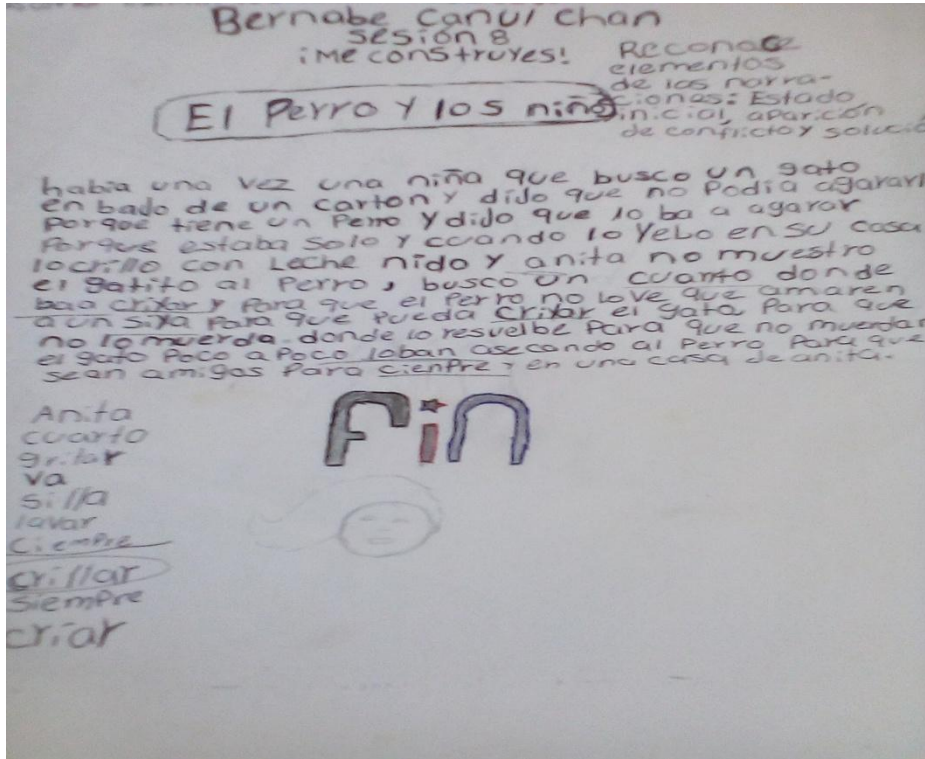 Bernabe Canul chan
sesión 8
¡Me construyes!
Reconoce
elementos
de las narra-
ciones: Estado
inicial, aparición
de conflicto y solució
El Perro y los niños
habia una vez una niña que busco un gato
en bado de un carton y dijo que no Podia agararl
Porque tiene un Perro y dijo que lo ba a agarar
Porque estaba solo y cuando lo yebo en su casa
lo crillo con Leche nido y anita no muestro
el gatito al Perro, busco un cuanto donde
bao crillar y Para que el Perro no love que amaren
a un siya Para que Pueda crillar el gato Para que
no lo muerda. donde lo resuelbe Para que no muerda
el gato Poco a Poco loban asecando al Perro Para que
sean amigos Para cienpre, en una casa de anita.
Fin
Anita
cuarto
gritar
va
silla
lavar
Ciempre
crillar
siempre
criar